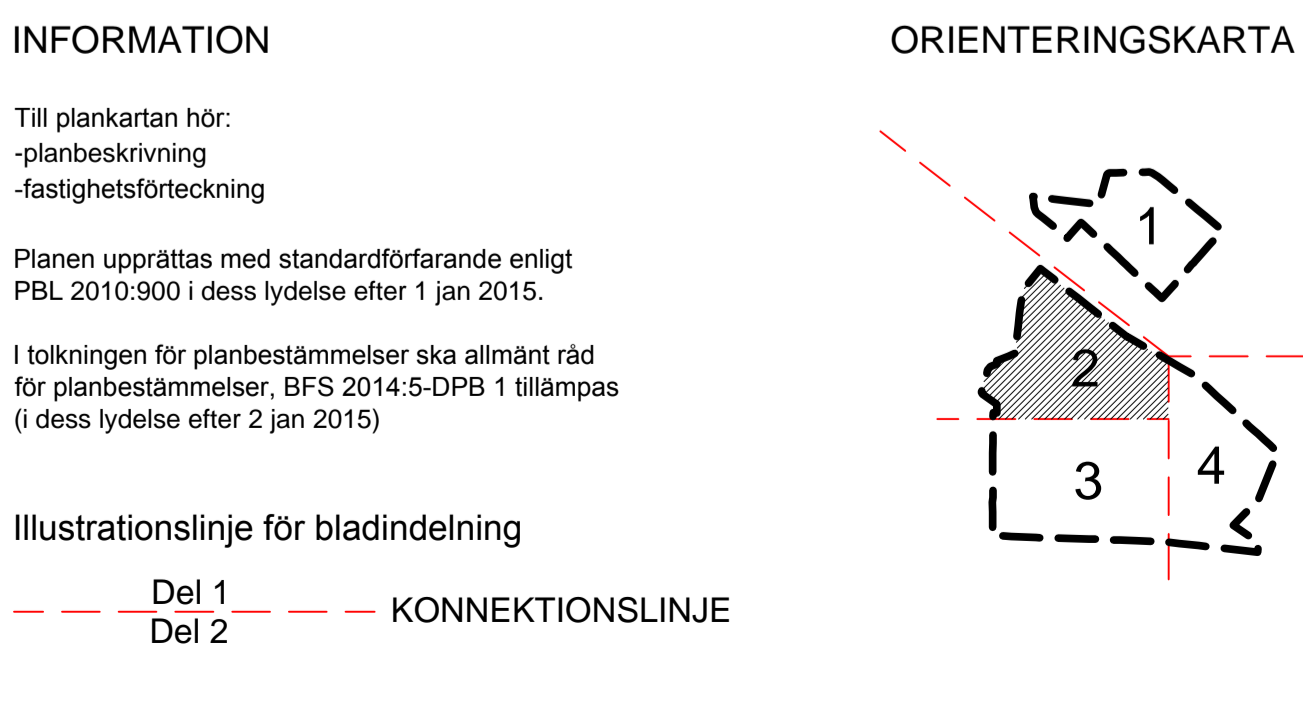 INFORMATION
Till plankartan hör:
-planbeskrivning
-fastighetsförteckning
Planen upprättas med standardförfarande enligt
PBL 2010:900 i dess lydelse efter 1 jan 2015.
I tolkningen för planbestämmelser ska allmänt råd
för planbestämmelser, BFS 2014:5-DPB 1 tillämpas
(i dess lydelse efter 2 jan 2015)
Illustrationslinje för bladindelning
Del 1
Del 2
KONNEKTIONSLINJE
ORIENTERINGSKARTA
1
2
3
4